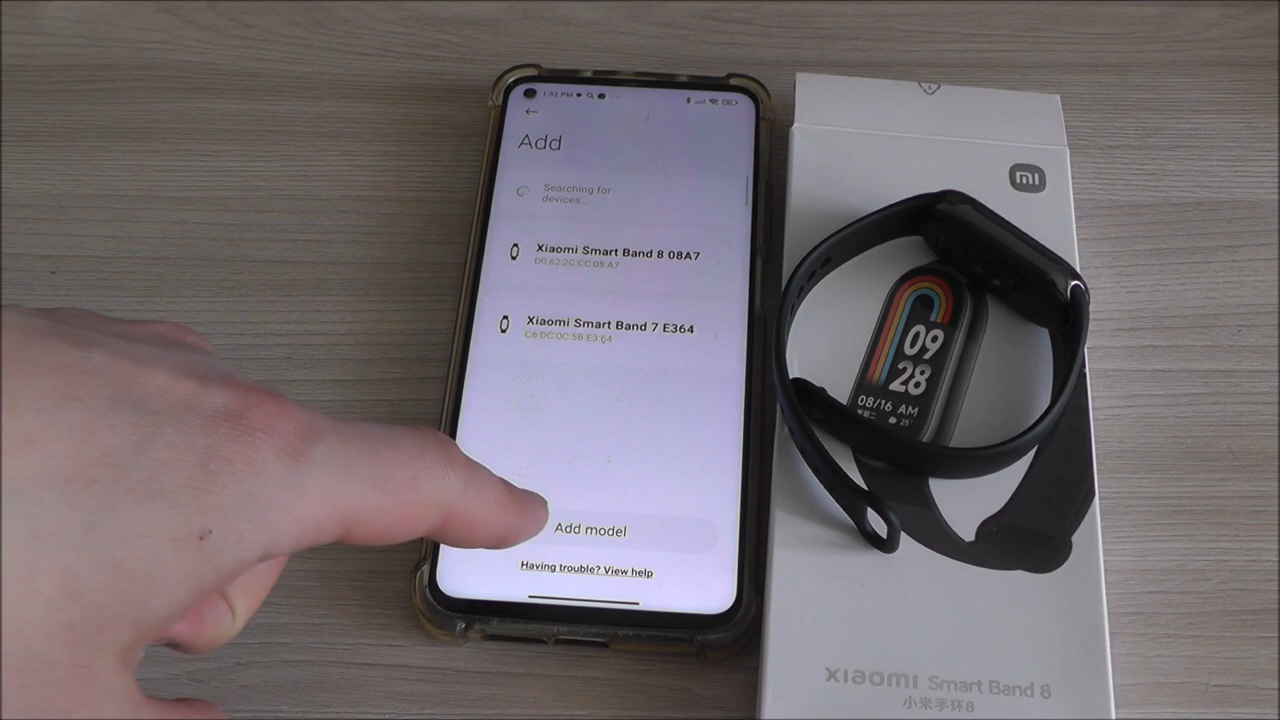 1:52 PM
Add
Searching for
devices...
Xiaomi Smart Band 8 08A7
D0:62:2C:CC:08:A7
Xiaomi Smart Band 7 E364
C6:DC:0C:5B:E3:64
Add model
Having trouble? View help
mi
09
28
08/16 AM
25°
xiaomi Smart Band 8
小米手环8